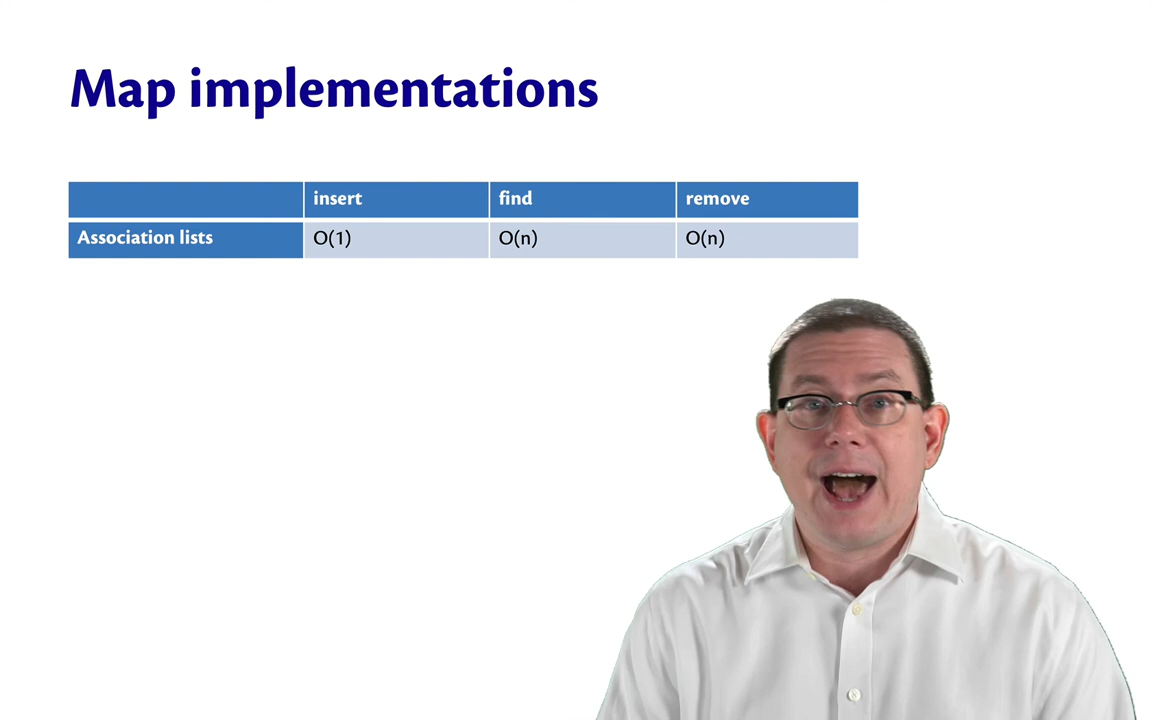 Map implementations
insert find remove
Association lists O(1) O(n) O(n)